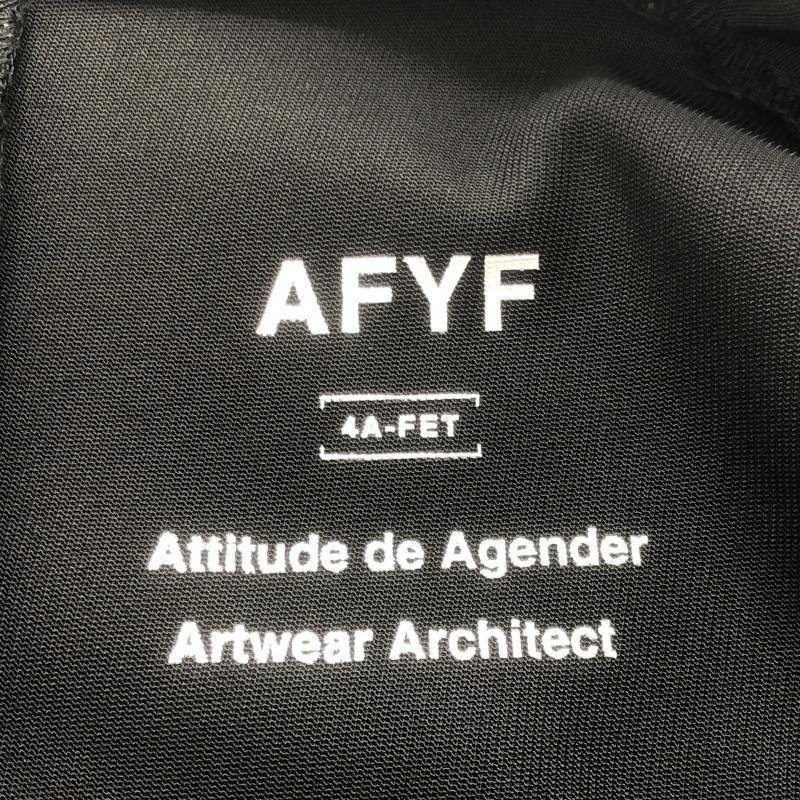 AFYF
4A-FET
Attitude de Agender
Artwear Architect